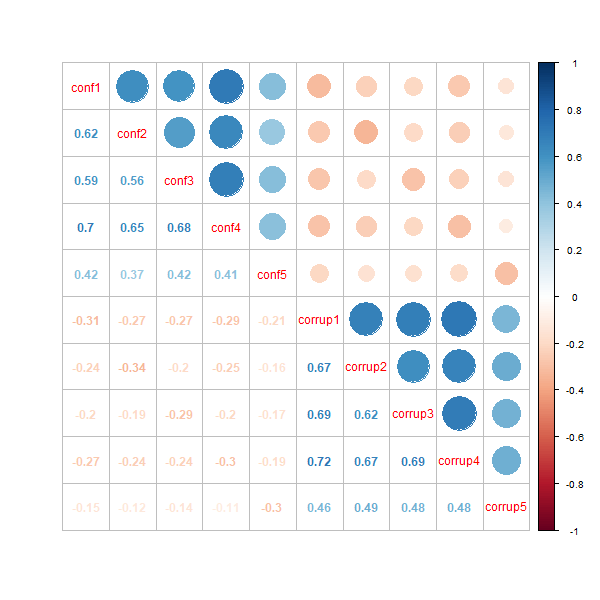 1
conf1
0.8
0.62 conf2
0.6
0.59 0.56 conf3
0.4
0.7 0.65 0.68 conf4
0.2
0.42 0.37 0.42 0.41 conf5
0
-0.31 -0.27 -0.27 -0.29 -0.21 corrup1
-0.2
-0.24 -0.34 -0.2 -0.25 -0.16 0.67 corrup2
-0.4
-0.2 -0.19 -0.29 -0.2 -0.17 0.69 0.62 corrup3
-0.6
-0.27 -0.24 -0.24 -0.3 -0.19 0.72 0.67 0.69 corrup4
-0.8
-0.15 -0.12 -0.14 -0.11 -0.3 0.46 0.49 0.48 0.48 corrup5
-1